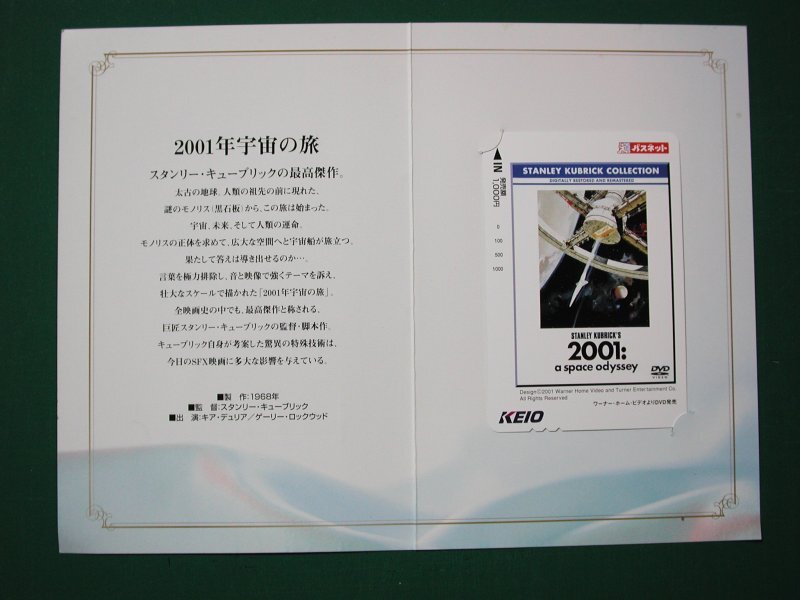 2001年宇宙の旅
スタンリー・キューブリックの最高傑作。
太古の地球、人類の祖先の前に現れた、
謎のモノリス(黒石板)から、この旅は始まった。
宇宙、未来、そして人類の運命。
モノリスの正体を求めて、広大な空間へと宇宙船が旅立つ。
果たして答えは導き出せるのか…。
言葉を極力排除し、音と映像で強くテーマを訴え、
壮大なスケールで描かれた「2001年宇宙の旅」。
全映画史の中でも、最高傑作と称される、
巨匠スタンリー・キューブリックの監督・脚本作。
キューブリック自身が考案した驚異の特殊技術は、
今日のSFX映画に多大な影響を与えている。
■製 作:1968年
■監 督:スタンリー・キューブリック
■出 演:キア・デュリア/ゲーリー・ロックウッド
パスネット
IN
発売額
1,000円
0
100
500
1000
STANLEY KUBRICK COLLECTION
DIGITALLY RESTORED AND REMASTERED
STANLEY KUBRICK'S
2001:
a space odyssey
DVD
VIDEO
Design©2001 Warner Home Video and Turner Entertainment Co.
All Rights Reserved
ワーナー・ホーム・ビデオよりDVD発売
KEIO